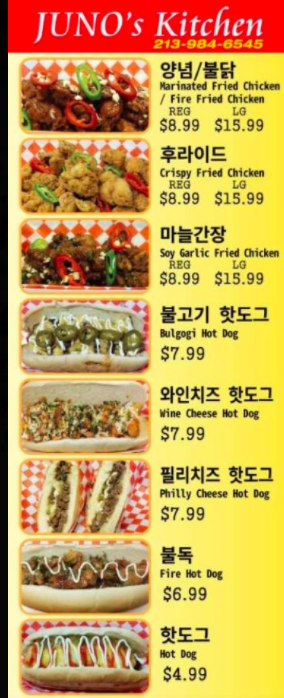 JUNO's Kitchen
213-984-6545
양념/불닭
Marinated Fried Chicken
/ Fire Fried Chicken
REG LG
$8.99 $15.99
후라이드
Crispy Fried Chicken
REG LG
$8.99 $15.99
마늘간장
Soy Garlic Fried Chicken
REG LG
$8.99 $15.99
불고기 핫도그
Bulgogi Hot Dog
$7.99
와인치즈 핫도그
Wine Cheese Hot Dog
$7.99
필리치즈 핫도그
Philly Cheese Hot Dog
$7.99
불독
Fire Hot Dog
$6.99
핫도그
Hot Dog
$4.99